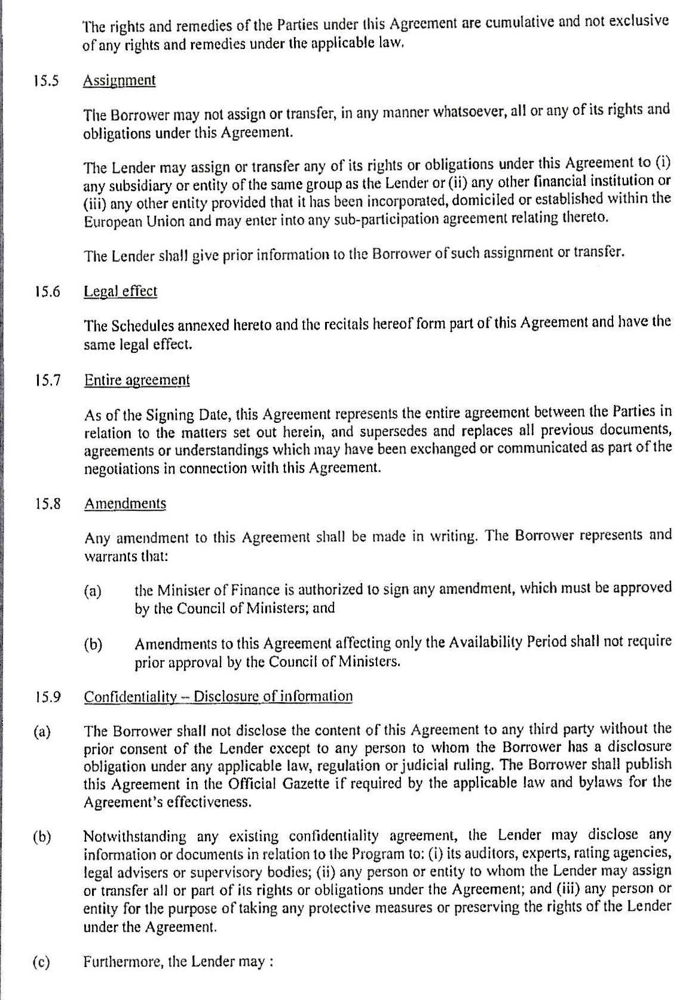 The rights and remedies of the Parties under this Agreement are cumulative and not exclusive
of any rights and remedies under the applicable law.
15.5 Assignment
The Borrower may not assign or transfer, in any manner whatsoever, all or any of its rights and
obligations under this Agreement.
The Lender may assign or transfer any of its rights or obligations under this Agreement to (i)
any subsidiary or entity of the same group as the Lender or (ii) any other financial institution or
(iii) any other entity provided that it has been incorporated, domiciled or established within the
European Union and may enter into any sub-participation agreement relating thereto.
The Lender shall give prior information to the Borrower of such assignment or transfer.
15.6 Legal effect
The Schedules annexed hereto and the recitals hereof form part of this Agreement and have the
same legal effect.
15.7 Entire agreement
As of the Signing Date, this Agreement represents the entire agreement between the Parties in
relation to the matters set out herein, and supersedes and replaces all previous documents,
agreements or understandings which may have been exchanged or communicated as part of the
negotiations in connection with this Agreement.
15.8 Amendments
Any amendment to this Agreement shall be made in writing. The Borrower represents and
warrants that:
(a) the Minister of Finance is authorized to sign any amendment, which must be approved
by the Council of Ministers; and
(b) Amendments to this Agreement affecting only the Availability Period shall not require
prior approval by the Council of Ministers.
15.9 Confidentiality – Disclosure of information
(a) The Borrower shall not disclose the content of this Agreement to any third party without the
prior consent of the Lender except to any person to whom the Borrower has a disclosure
obligation under any applicable law, regulation or judicial ruling. The Borrower shall publish
this Agreement in the Official Gazette if required by the applicable law and bylaws for the
Agreement's effectiveness.
(b) Notwithstanding any existing confidentiality agreement, the Lender may disclose any
information or documents in relation to the Program to: (i) its auditors, experts, rating agencies,
legal advisers or supervisory bodies; (ii) any person or entity to whom the Lender may assign
or transfer all or part of its rights or obligations under the Agreement; and (iii) any person or
entity for the purpose of taking any protective measures or preserving the rights of the Lender
under the Agreement.
(c) Furthermore, the Lender may :